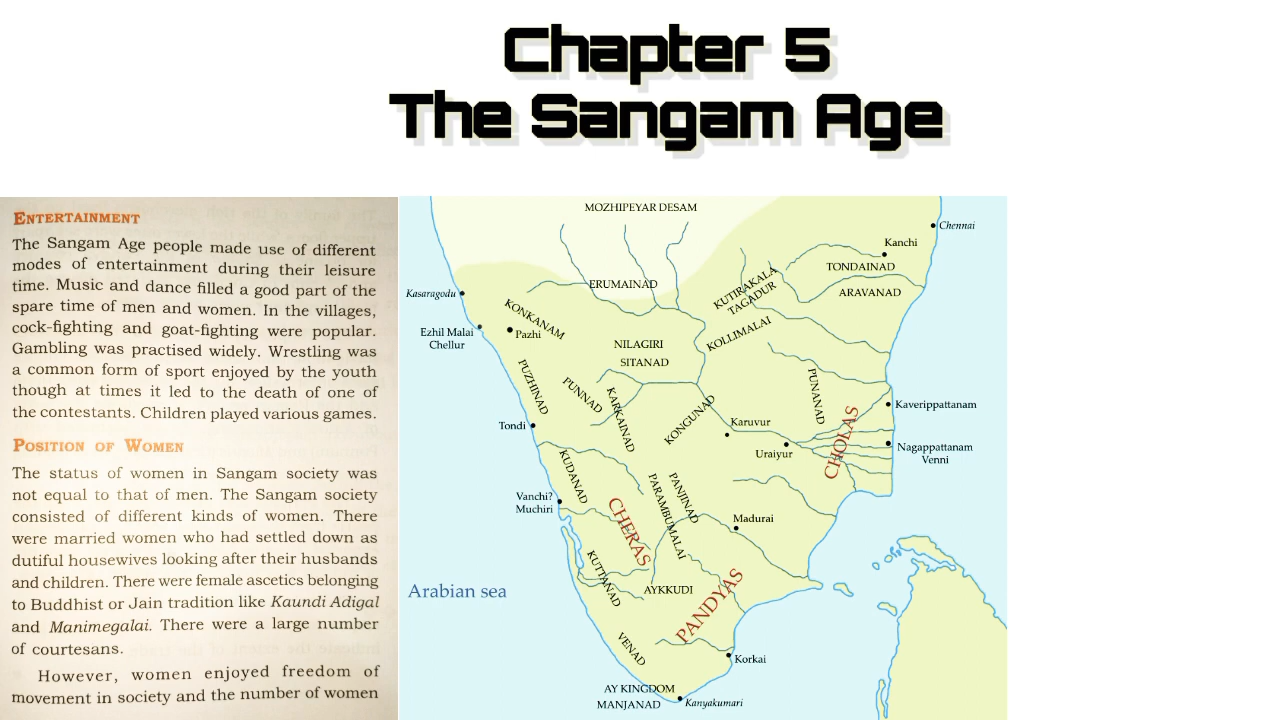 Chapter 5
The Sangam Age
ENTERTAINMENT
The Sangam Age people made use of different
modes of entertainment during their leisure
time. Music and dance filled a good part of the
spare time of men and women. In the villages,
cock-fighting and goat-fighting were popular.
Gambling was practised widely. Wrestling was
a common form of sport enjoyed by the youth
though at times it led to the death of one of
the contestants. Children played various games.
POSITION OF WOMEN
The status of women in Sangam society was
not equal to that of men. The Sangam society
consisted of different kinds of women. There
were married women who had settled down as
dutiful housewives looking after their husbands
and children. There were female ascetics belonging
to Buddhist or Jain tradition like Kaundi Adigal
and Manimegalai. There were a large number
of courtesans.
However, women enjoyed freedom of
movement in society and the number of women
MOZHIPEYAR DESAM
Chennai
Kanchi
TONDAINAD
ERUMAINAD
KUTIRAKALA
TAGADUR
ARAVANAD
Kasaragodu
KONKANAM
Ezhil Malai
Chellur
Pazhi
NILAGIRI
SITANAD
KOLLIMALAI
PUZHINAD
PUNNAD
KARKAINAD
KONGUNAD
PUNANAD
Kaverippattanam
CHOLAS
Karuvur
Tondi
Uraiyur
Nagappattanam
Venni
KUDANAD
PARAMBUMALAI
PANJINAD
Vanchi?
Muchiri
CHERAS
Madurai
KUTTANAD
AYKKUDI
Arabian sea
PANDYAS
VENAD
Korkai
AY KINGDOM
MANJANAD
Kanyakumari